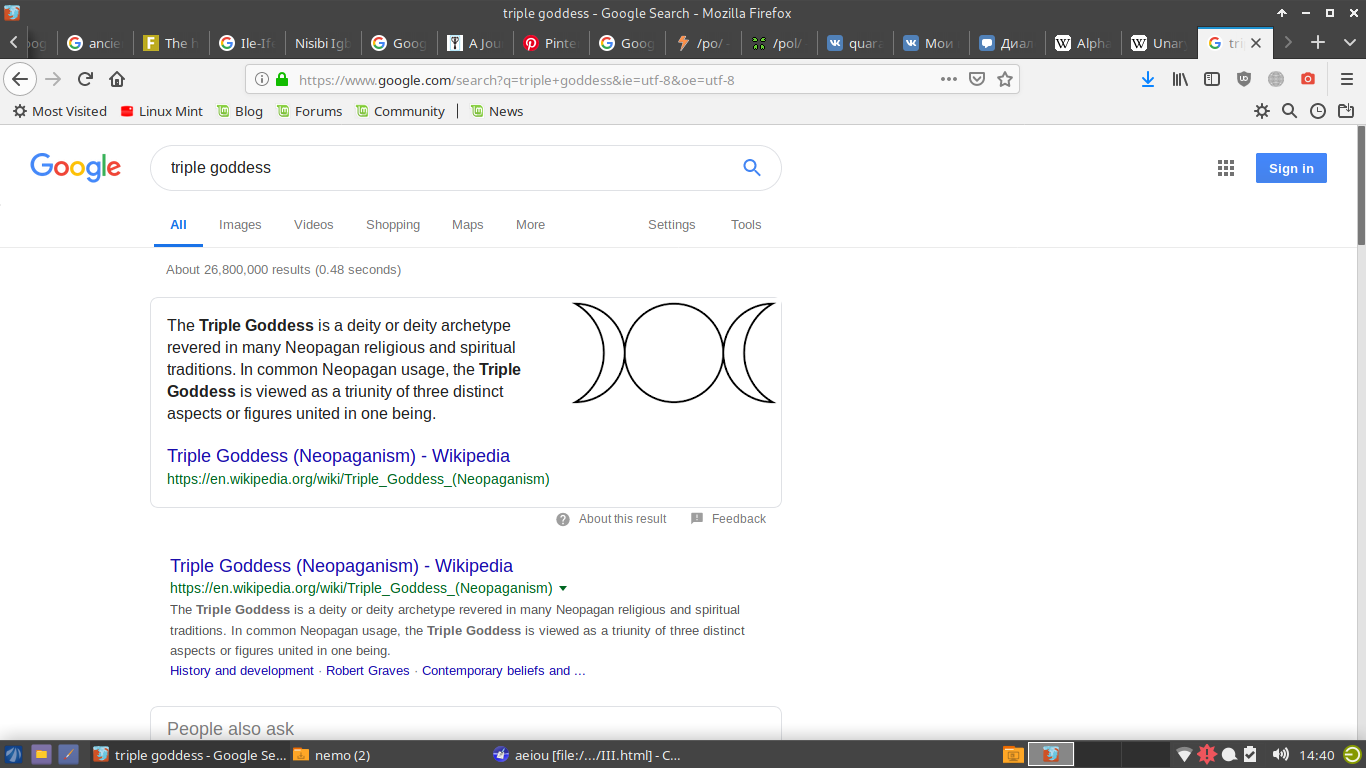 triple goddess - Google Search - Mozilla Firefox
ancie
The h
Ile-Ife
Nisibi Igb
Goog
A Jou
Pinte
Goog
/po/ -
/pol/
quara
Мои
Диал
Alpha
Unar
tri
https://www.google.com/search?q=triple+goddess&ie=utf-8&oe=utf-8
Most Visited
Linux Mint
Blog
Forums
Community
News
Google
triple goddess
Sign in
All
Images
Videos
Shopping
Maps
More
Settings
Tools
About 26,800,000 results (0.48 seconds)
The Triple Goddess is a deity or deity archetype
revered in many Neopagan religious and spiritual
traditions. In common Neopagan usage, the Triple
Goddess is viewed as a triunity of three distinct
aspects or figures united in one being.
Triple Goddess (Neopaganism) - Wikipedia
https://en.wikipedia.org/wiki/Triple_Goddess_(Neopaganism)
About this result
Feedback
Triple Goddess (Neopaganism) - Wikipedia
https://en.wikipedia.org/wiki/Triple_Goddess_(Neopaganism)
The Triple Goddess is a deity or deity archetype revered in many Neopagan religious and spiritual
traditions. In common Neopagan usage, the Triple Goddess is viewed as a triunity of three distinct
aspects or figures united in one being.
History and development · Robert Graves · Contemporary beliefs and ...
People also ask
triple goddess - Google Se...
nemo (2)
aeiou [file:/.../III.html] - C...
14:40